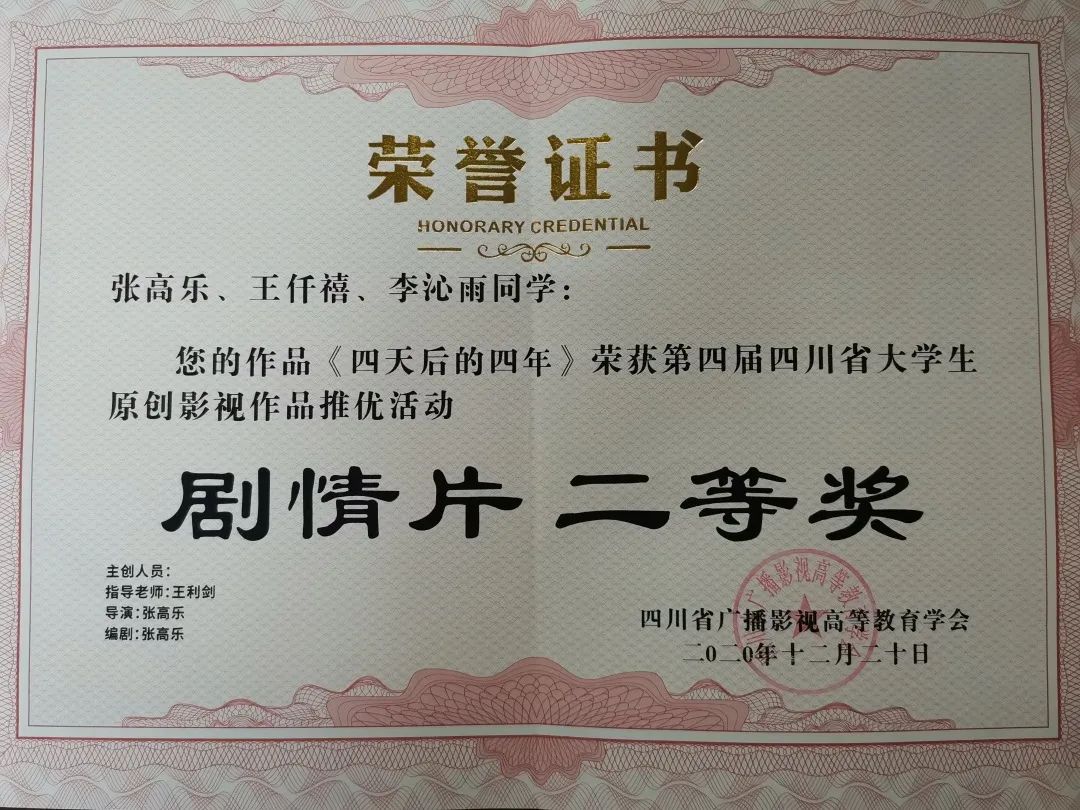 荣誉证书
HONORARY CREDENTIAL
张高乐、王仟禧、李沁雨同学：
您的作品《四天后的四年》荣获第四届四川省大学生
原创影视作品推优活动
剧情片 二等奖
主创人员：
指导老师：王利剑
导演：张高乐
编剧：张高乐
四川省广播影视高等教育学会
二〇二〇年十二月二十日